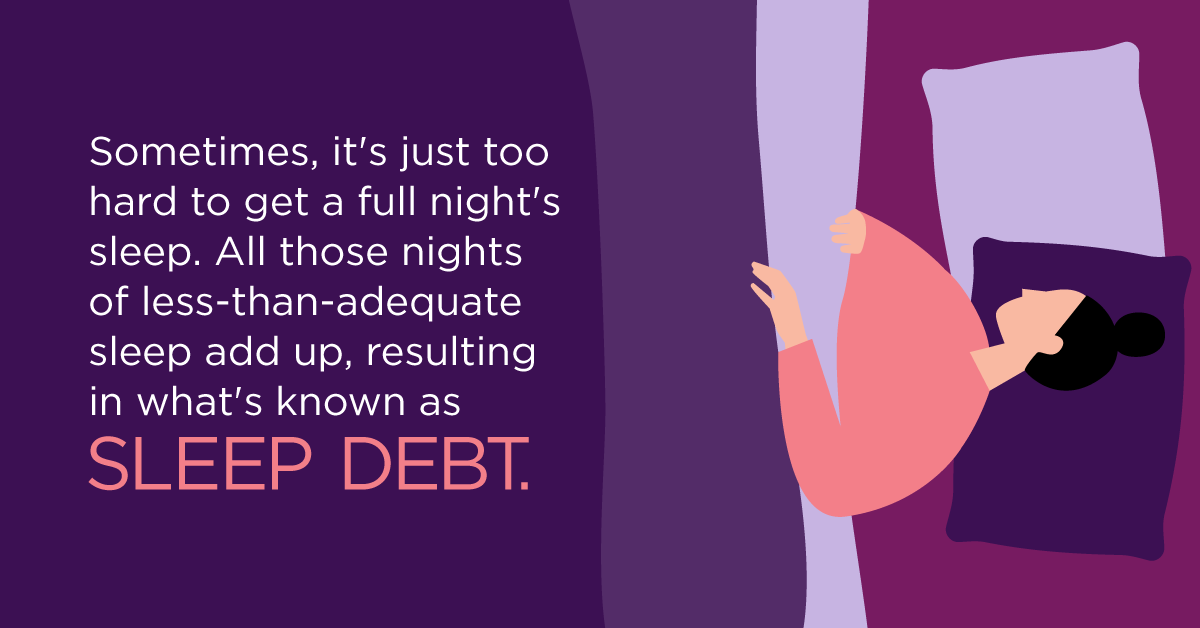 Sometimes, it's just too
hard to get a full night's
sleep. All those nights
of less-than-adequate
sleep add up, resulting
in what's known as
SLEEP DEBT.